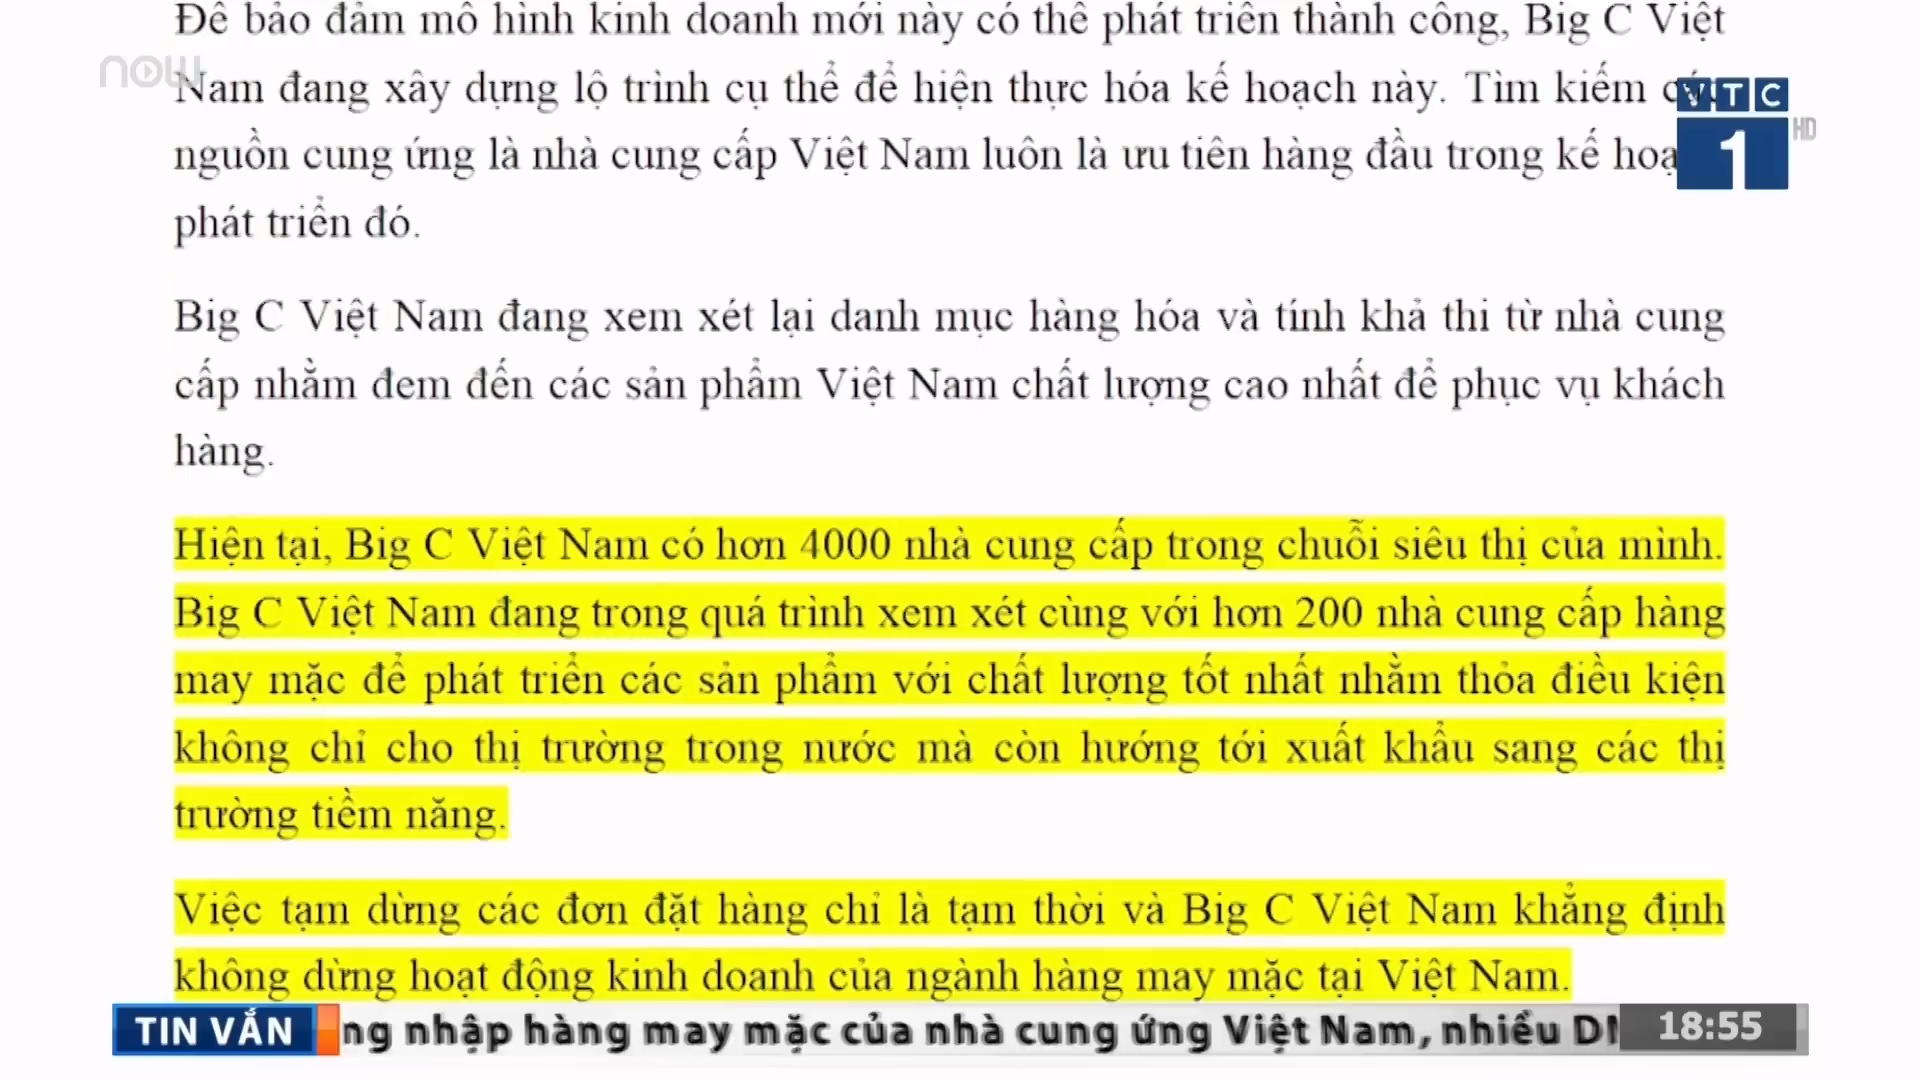 Để bảo đảm mô hình kinh doanh mới này có thể phát triển thành công, Big C Việt
now
Nam đang xây dựng lộ trình cụ thể để hiện thực hóa kế hoạch này. Tìm kiếm
VTC
1
HD
nguồn cung ứng là nhà cung cấp Việt Nam luôn là ưu tiên hàng đầu trong kế
phát triển đó.
Big C Việt Nam đang xem xét lại danh mục hàng hóa và tính khả thi từ nhà cung
cấp nhằm đem đến các sản phẩm Việt Nam chất lượng cao nhất để phục vụ khách
hàng.
Hiện tại, Big C Việt Nam có hơn 4000 nhà cung cấp trong chuỗi siêu thị của mình.
Big C Việt Nam đang trong quá trình xem xét cùng với hơn 200 nhà cung cấp hàng
may mặc để phát triển các sản phẩm với chất lượng tốt nhất nhằm thỏa điều kiện
không chỉ cho thị trường trong nước mà còn hướng tới xuất khẩu sang các thị
trường tiềm năng.
Việc tạm dừng các đơn đặt hàng chỉ là tạm thời và Big C Việt Nam khẳng định
không dừng hoạt động kinh doanh của ngành hàng may mặc tại Việt Nam.
TIN VẮN
ng nhập hàng may mặc của nhà cung ứng Việt Nam, nhiều
18:55